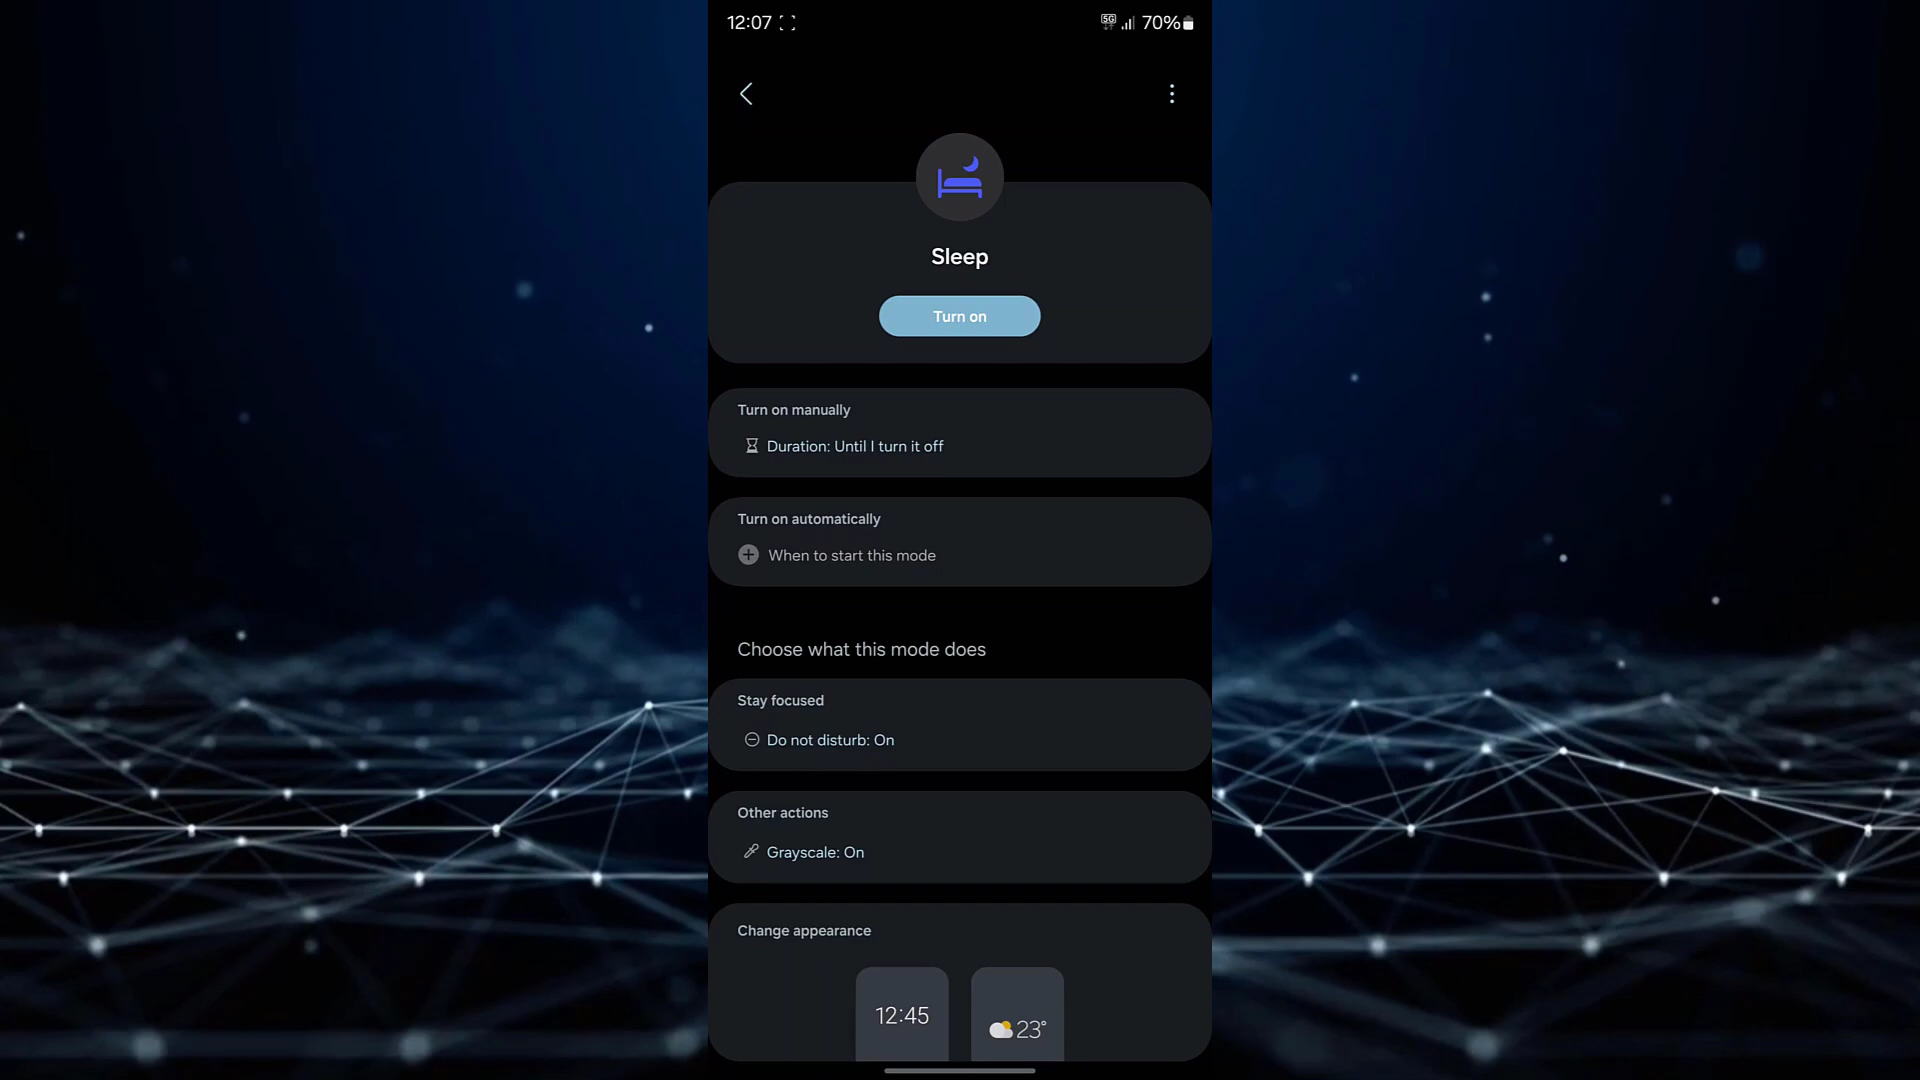 12:07
5G
70%
Sleep
Turn on
Turn on manually
Duration: Until I turn it off
Turn on automatically
When to start this mode
Choose what this mode does
Stay focused
Do not disturb: On
Other actions
Grayscale: On
Change appearance
12:45
23°